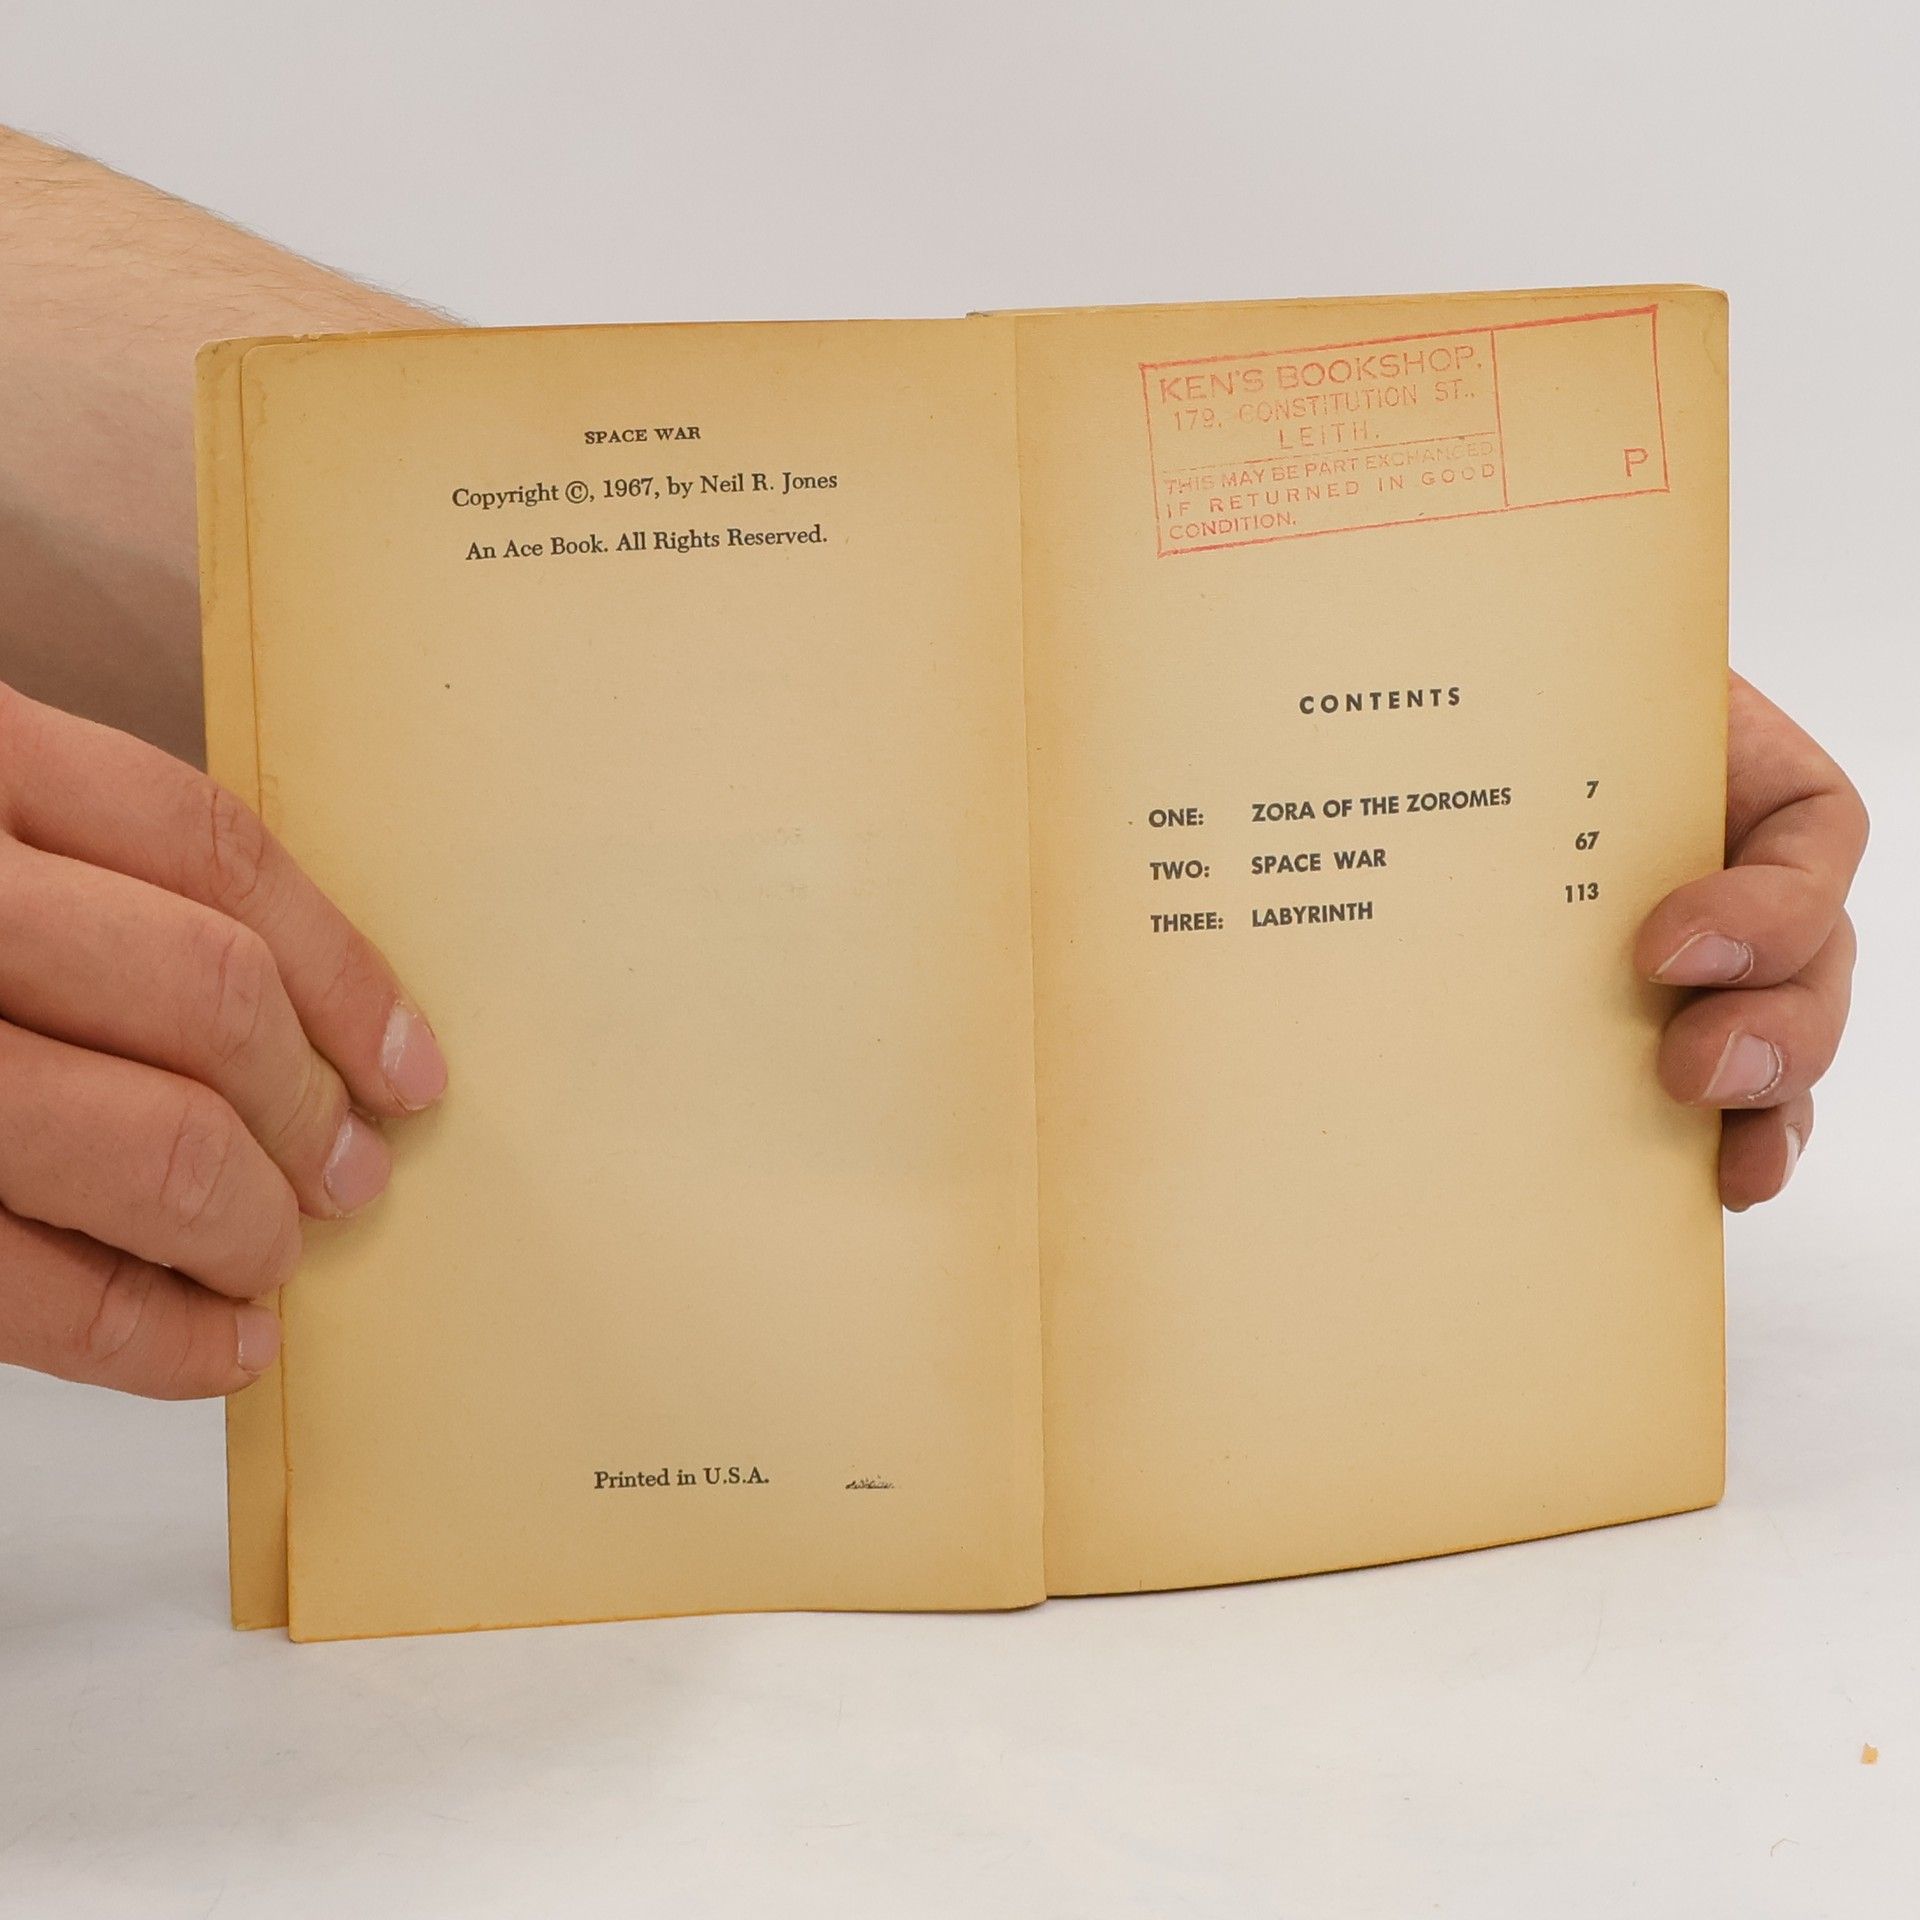 SPACE WAR
Copyright ©, 1967, by Neil R. Jones
An Ace Book. All Rights Reserved.
Printed in U.S.A.
KEN'S BOOKSHOP,
179, CONSTITUTION ST.,
LEITH.
THIS MAY BE PART EXCHANGED
IF RETURNED IN GOOD
CONDITION.
P
CONTENTS
ONE: ZORA OF THE ZOROMES 7
TWO: SPACE WAR 67
THREE: LABYRINTH 113